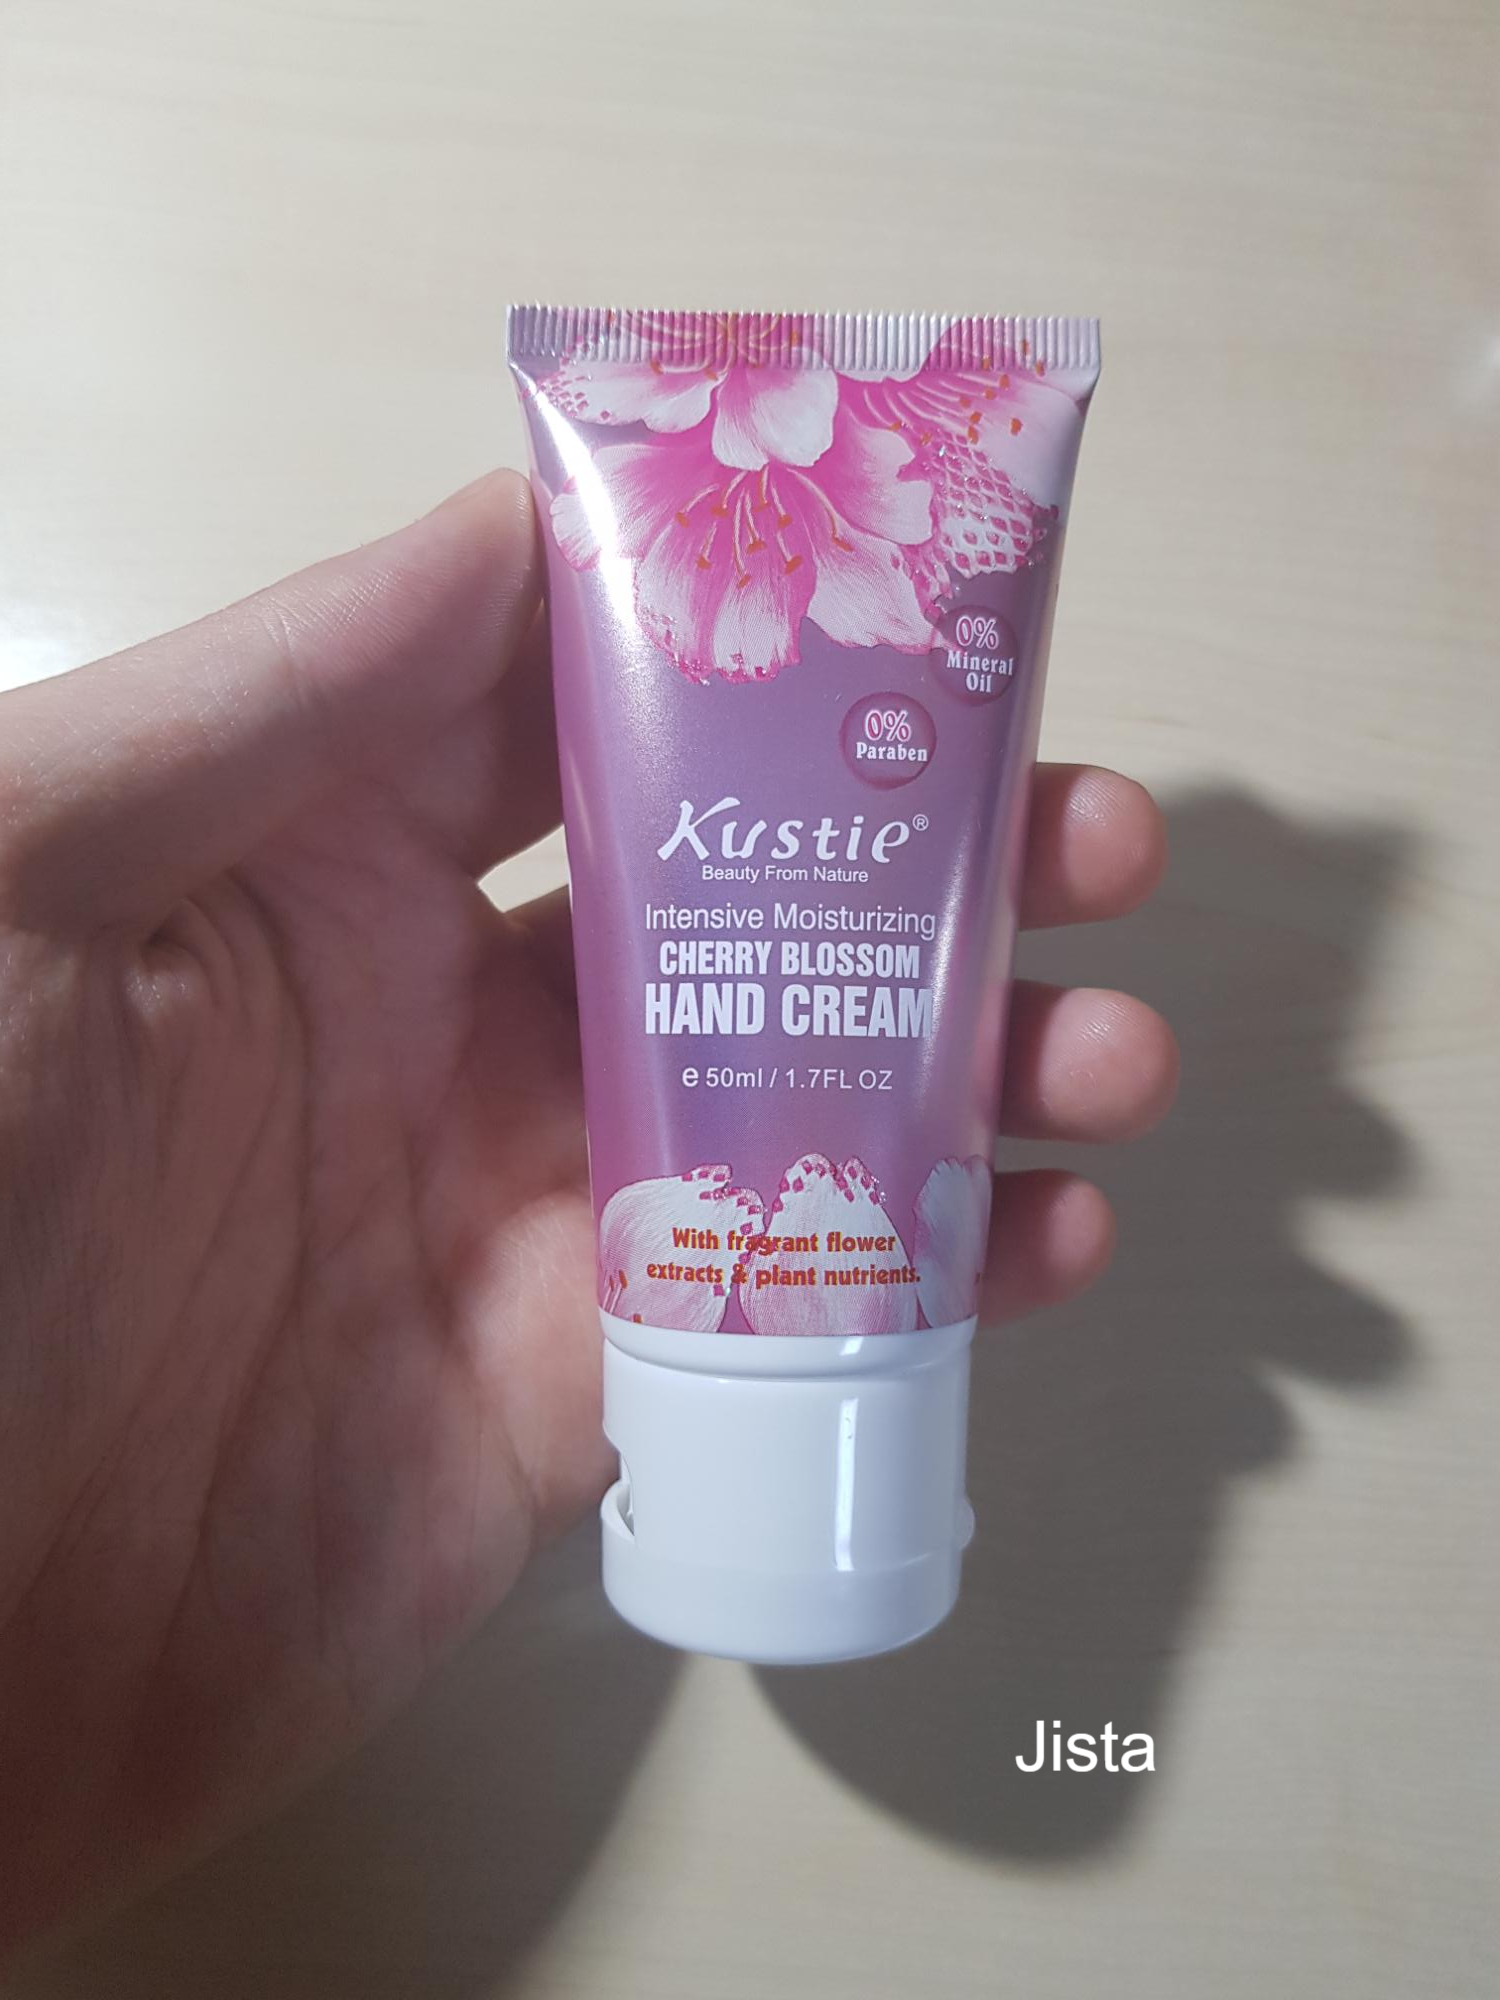 0%
Mineral
Oil
0%
Paraben
Kustie®
Beauty From Nature
Intensive Moisturizing
CHERRY BLOSSOM
HAND CREAM
e 50ml / 1.7FL OZ
With fragrant flower
extracts & plant nutrients.
Jista